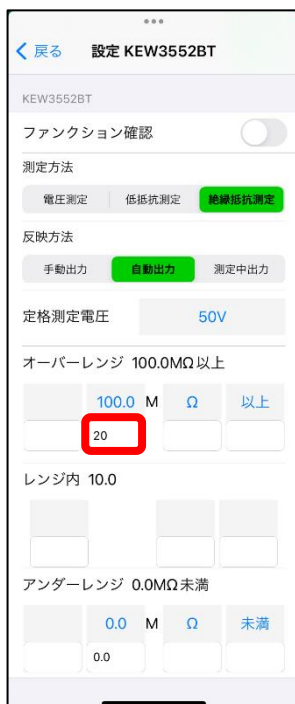 戻る 設定 KEW3552BT
KEW3552BT
ファンクション確認
測定方法
電圧測定 低抵抗測定 絶縁抵抗測定
反映方法
手動出力 自動出力 測定中出力
定格測定電圧 50V
オーバーレンジ 100.0MΩ以上
100.0 M Ω 以上
20
レンジ内 10.0
アンダーレンジ 0.0MΩ未満
0.0 M Ω 未満
0.0